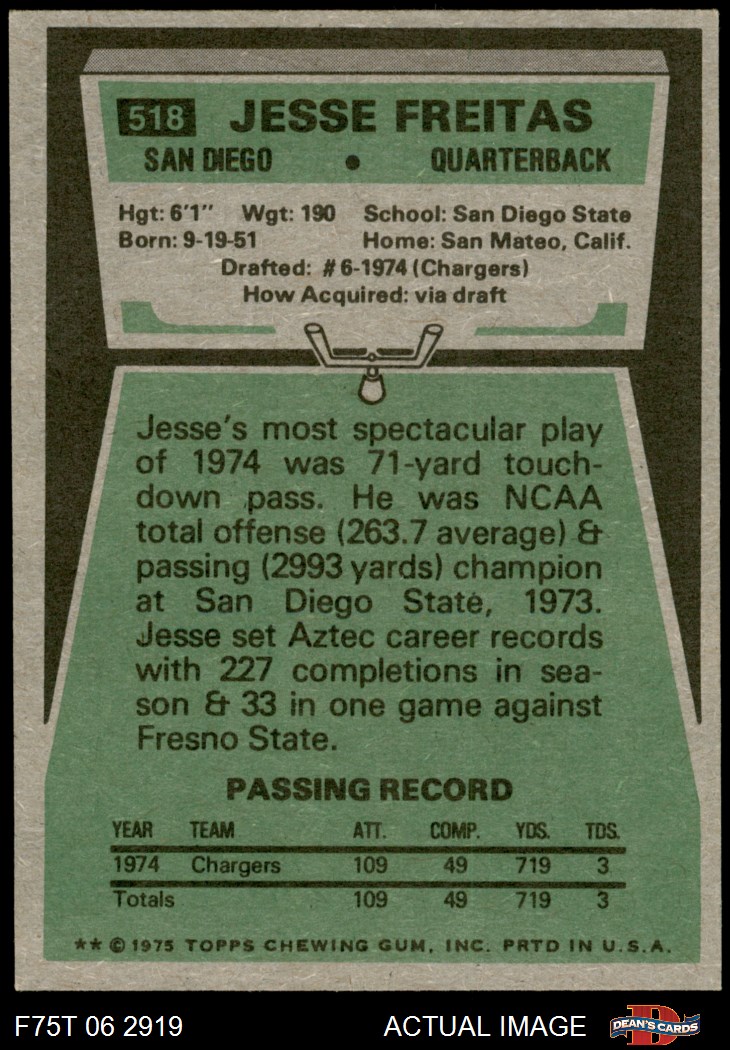 518 JESSE FREITAS
SAN DIEGO • QUARTERBACK
Hgt: 6'1" Wgt: 190 School: San Diego State
Born: 9-19-51 Home: San Mateo, Calif.
Drafted: #6-1974 (Chargers)
How Acquired: via draft
Jesse's most spectacular play
of 1974 was 71-yard touch-
down pass. He was NCAA
total offense (263.7 average) &
passing (2993 yards) champion
at San Diego State, 1973.
Jesse set Aztec career records
with 227 completions in sea-
son & 33 in one game against
Fresno State.
PASSING RECORD
YEAR TEAM ATT. COMP. YDS. TDS.
1974 Chargers 109 49 719 3
Totals 109 49 719 3
** © 1975 TOPPS CHEWING GUM, INC. PRTD IN U.S.A.
F75T 06 2919 ACTUAL IMAGE D DEAN'S CARDS